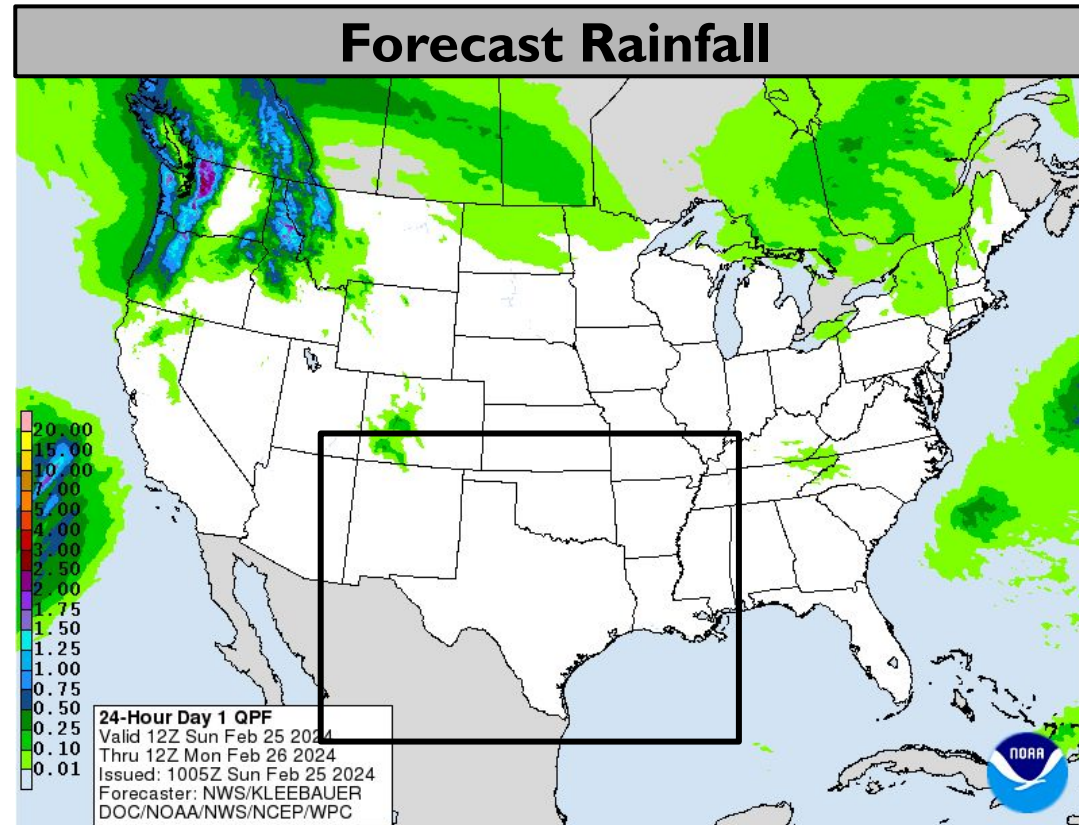 Forecast Rainfall
20.00
15.00
10.00
7.00
5.00
4.00
3.00
2.50
2.00
1.75
1.50
1.25
1.00
0.75
0.50
0.25
0.10
0.01
24-Hour Day 1 QPF
Valid 12Z Sun Feb 25 2024
Thru 12Z Mon Feb 26 2024
Issued: 1005Z Sun Feb 25 2024
Forecaster: NWS/KLEEBAUER
DOC/NOAA/NWS/NCEP/WPC
NOAA